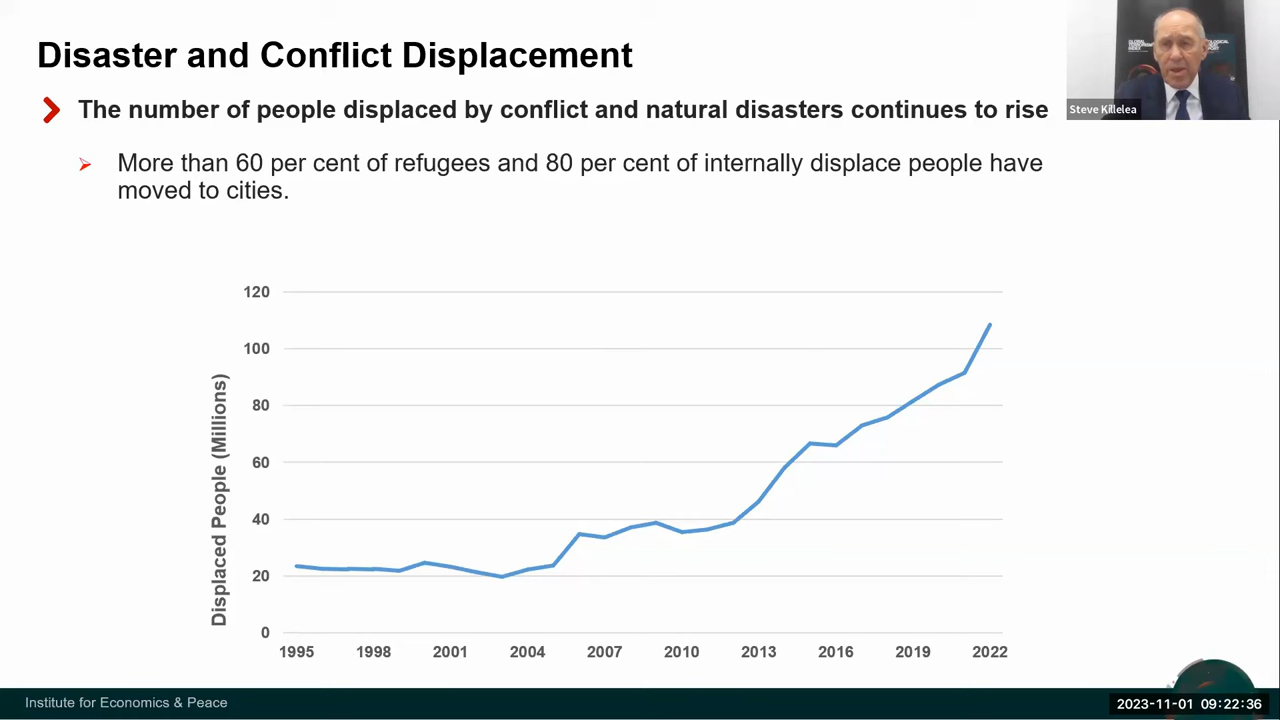 Disaster and Conflict Displacement
The number of people displaced by conflict and natural disasters continues to rise
Steve Killelea
More than 60 per cent of refugees and 80 per cent of internally displace people have
moved to cities.
120
100
80
60
40
20
0
Displaced People (Millions)
1995 1998 2001 2004 2007 2010 2013 2016 2019 2022
Institute for Economics & Peace
2023-11-01 09:22:36